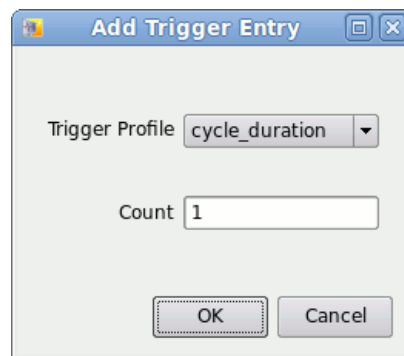 Add Trigger Entry
Trigger Profile cycle_duration
Count 1
OK Cancel